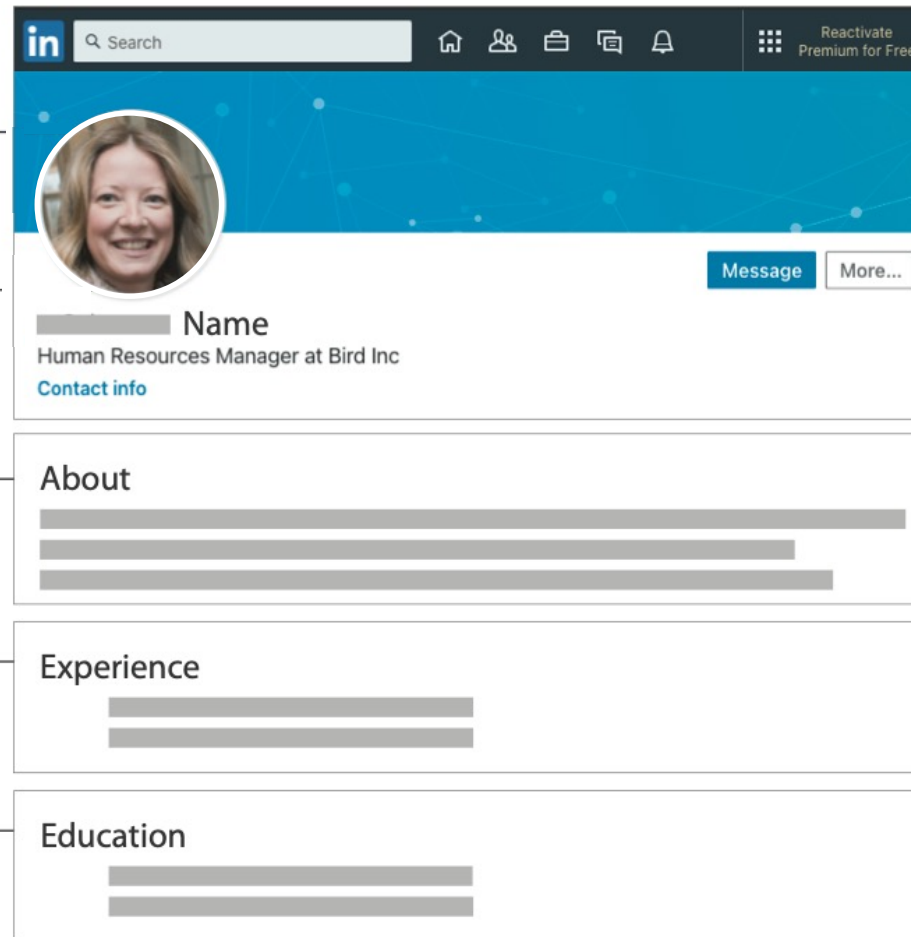 in Search
Reactivate
Premium for Free
Message More...
Name
Human Resources Manager at Bird Inc
Contact info
About
Experience
Education